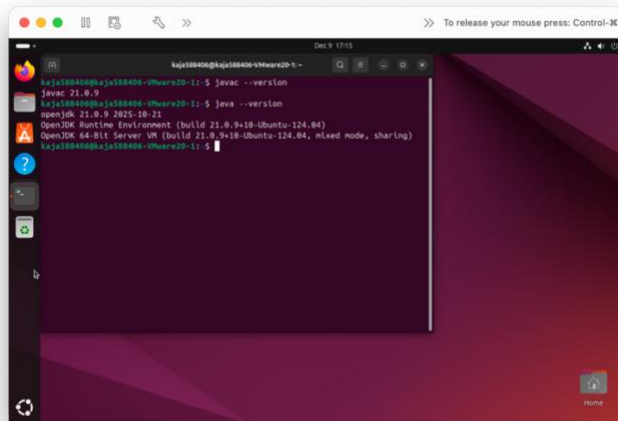 To release your mouse press: Control-⌘
Dec 9 17:15
kaja588406@kaja588406-VMware20-1: ~
kaja588406@kaja588406-VMware20-1:~$ javac --version
javac 21.0.9
kaja588406@kaja588406-VMware20-1:~$ java --version
openjdk 21.0.9 2025-10-21
OpenJDK Runtime Environment (build 21.0.9+10-Ubuntu-124.04)
OpenJDK 64-Bit Server VM (build 21.0.9+10-Ubuntu-124.04, mixed mode, sharing)
kaja588406@kaja588406-VMware20-1:~$
Home